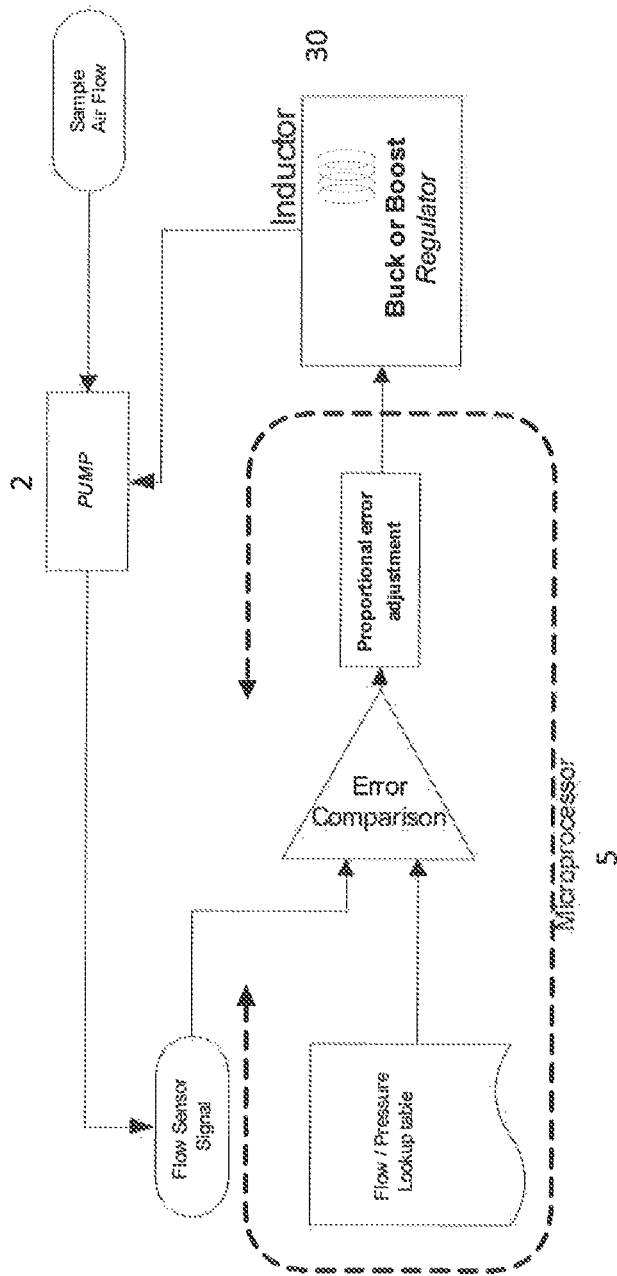 Sample
Air Flow
2
PUMP
Flow Sensor
Signal
Inductor
30
Buck or Boost
Regulator
Proportional error
adjustment
Error
Comparison
Flow / Pressure
Lookup table
Microprocessor
5